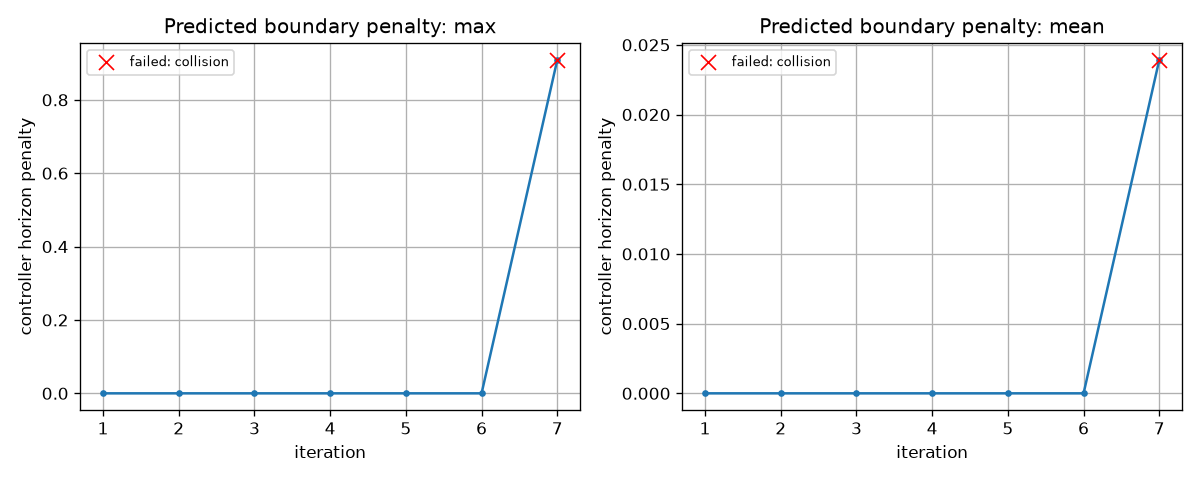 Predicted boundary penalty: max
failed: collision
controller horizon penalty
0.8
0.6
0.4
0.2
0.0
1 2 3 4 5 6 7
iteration
Predicted boundary penalty: mean
failed: collision
controller horizon penalty
0.025
0.020
0.015
0.010
0.005
0.000
1 2 3 4 5 6 7
iteration